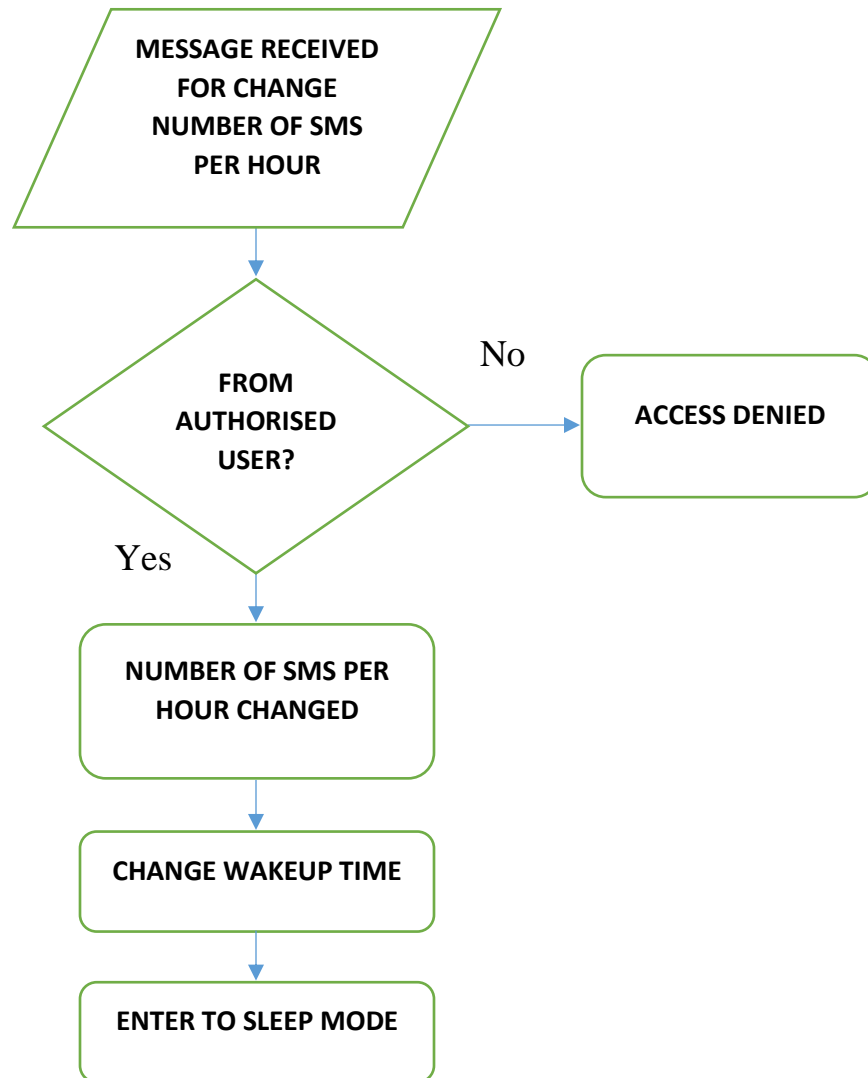 MESSAGE RECEIVED
FOR CHANGE
NUMBER OF SMS
PER HOUR
No
FROM
AUTHORISED
USER?
ACCESS DENIED
Yes
NUMBER OF SMS PER
HOUR CHANGED
CHANGE WAKEUP TIME
ENTER TO SLEEP MODE